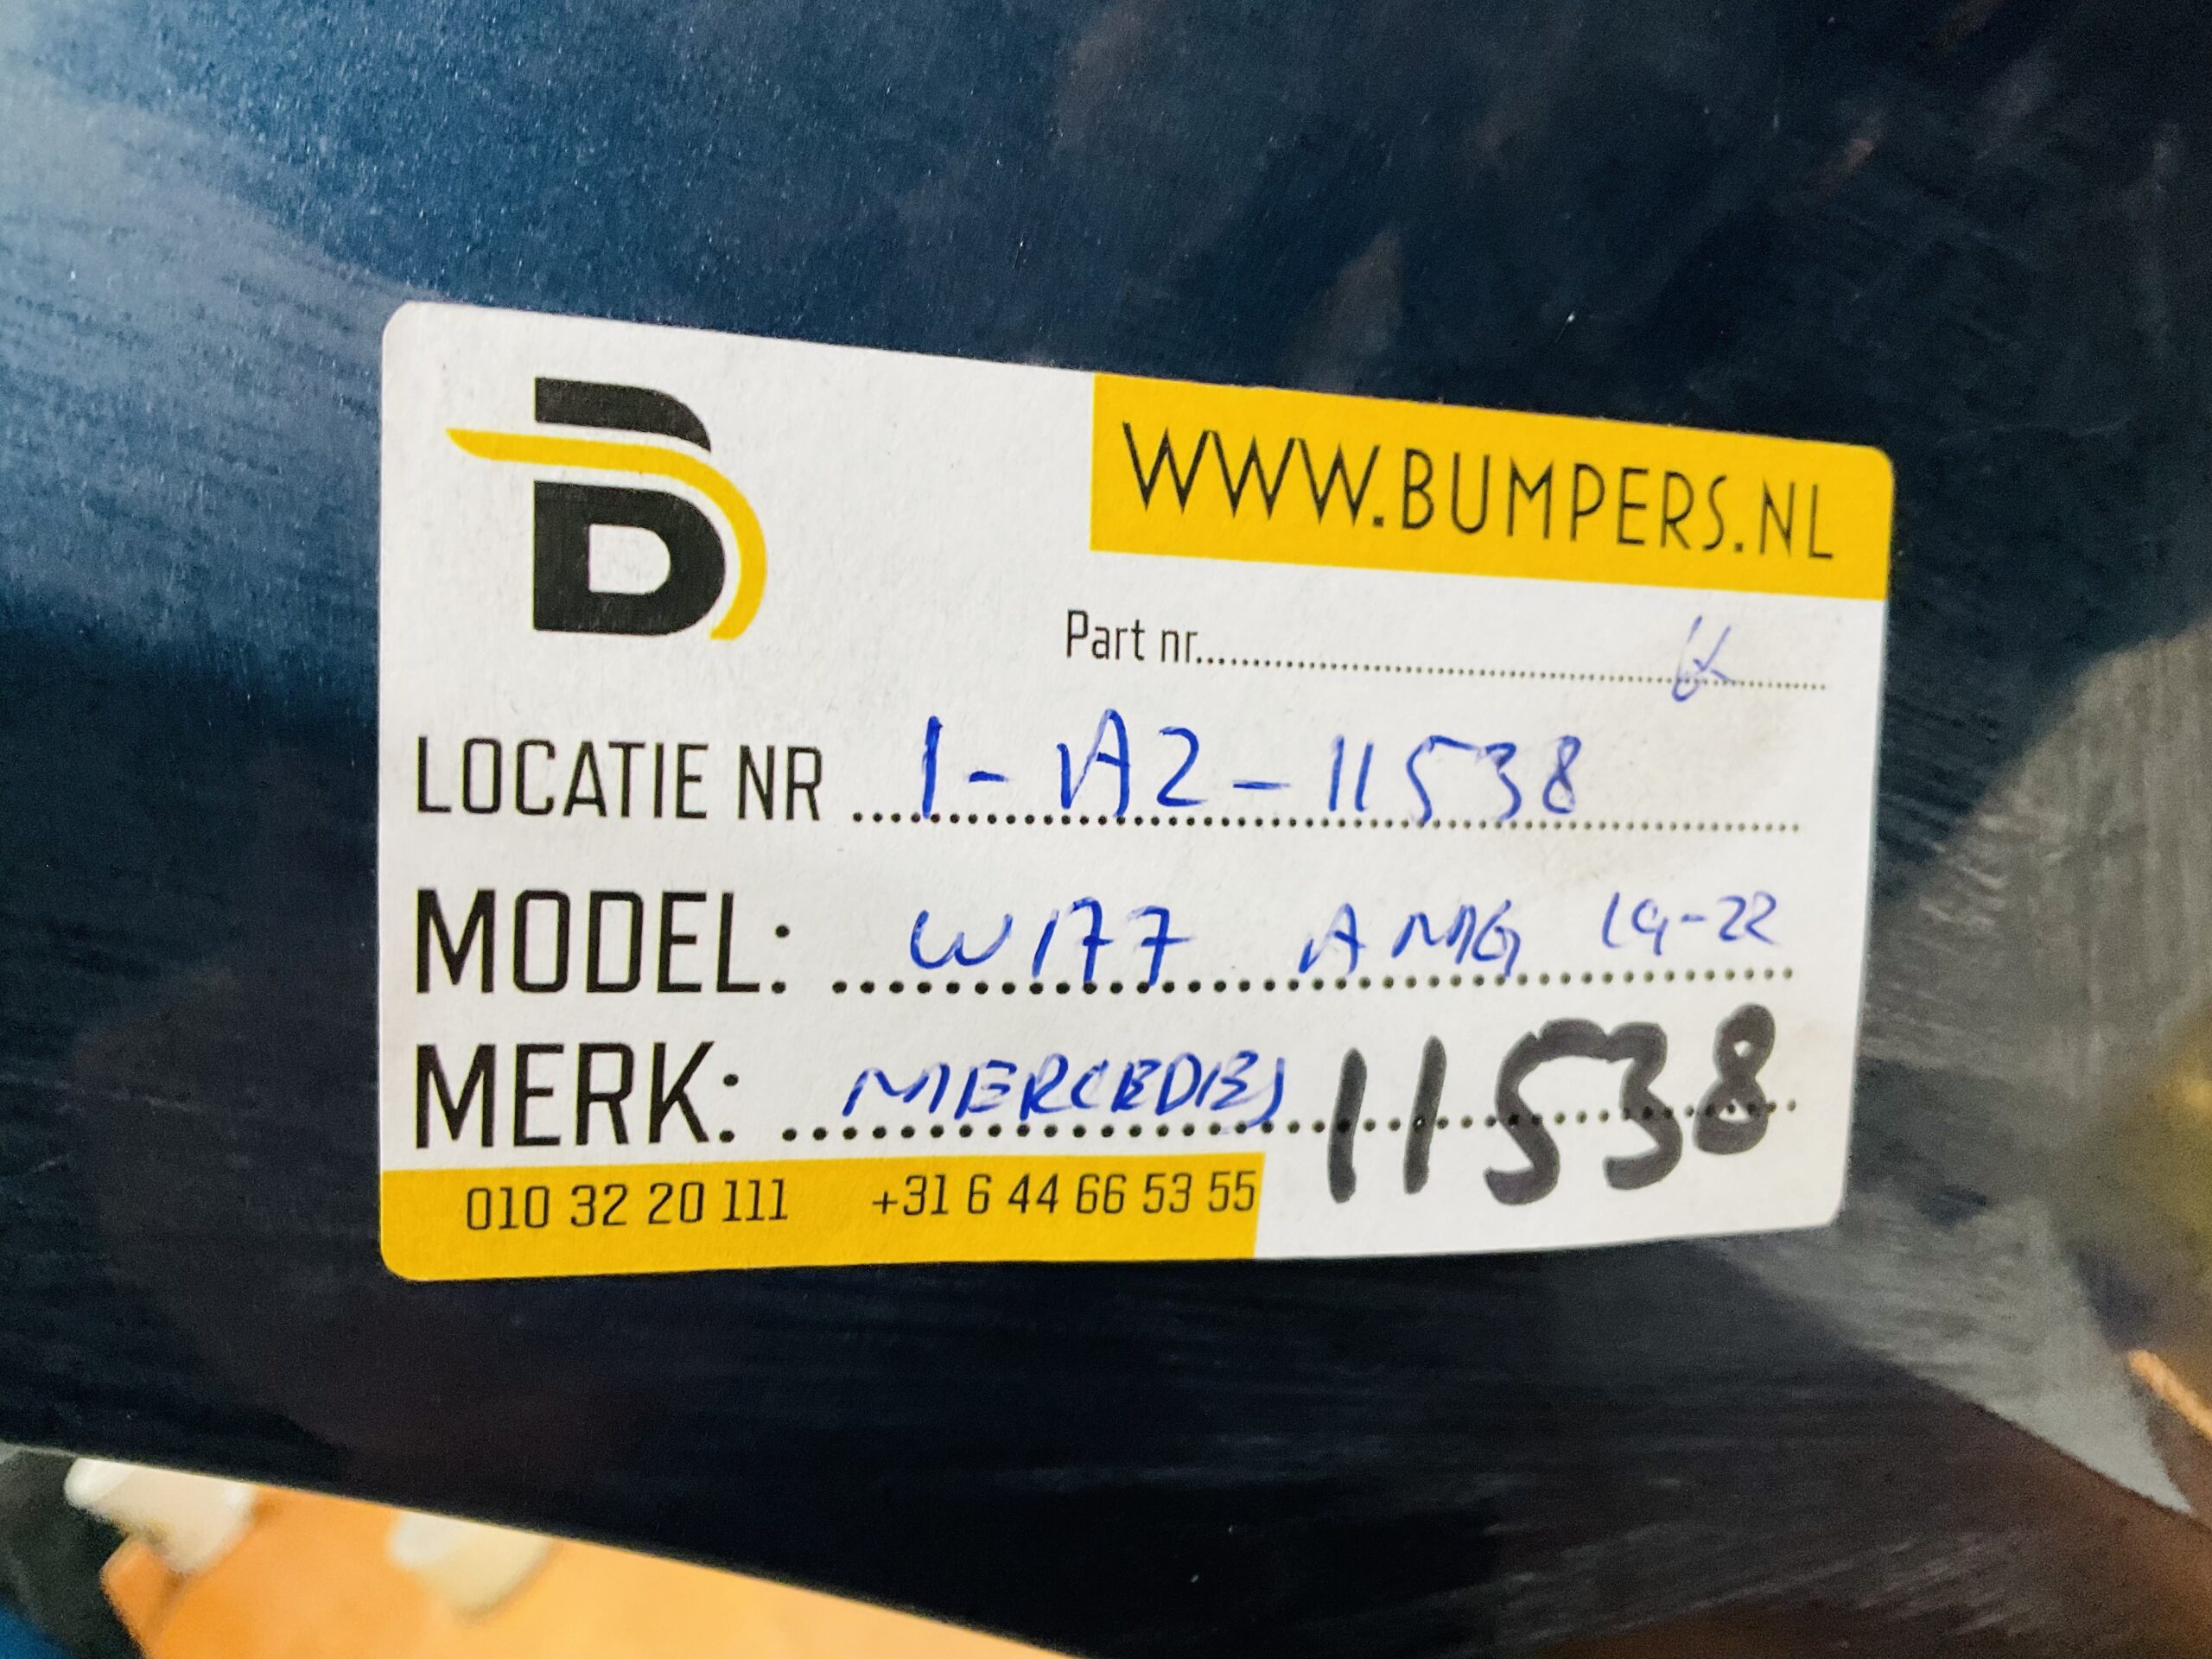 WWW.BUMPERS.NL
Part nr.
LOCATIE NR 1-A2-11538
MODEL: W177 AMG 19-22
MERK: MERCEDES 11538
010 32 20 111 +31 6 44 66 53 55